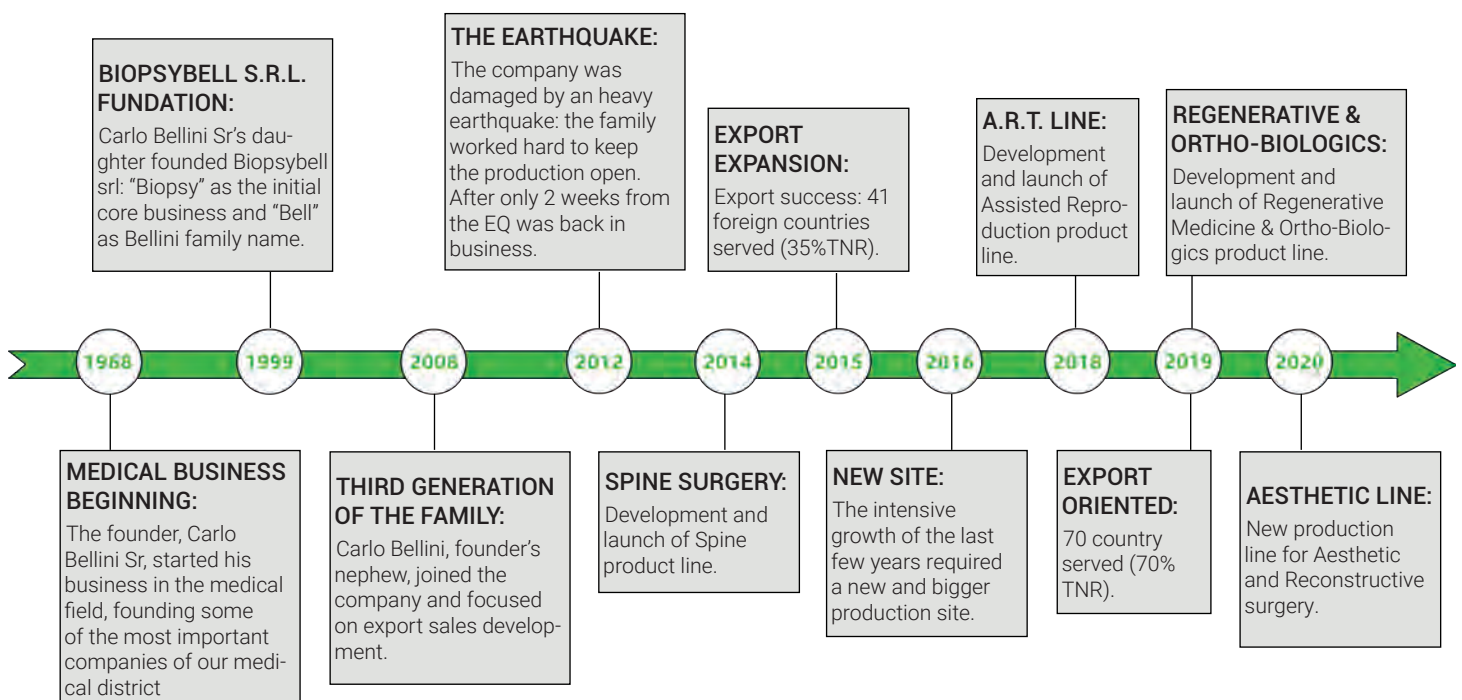 BIOPSYBELL S.R.L.
FUNDATION:
Carlo Bellini Sr's dau-
ghter founded Biopsybell
srl: “Biopsy” as the initial
core business and “Bell”
as Bellini family name.
THE EARTHQUAKE:
The company was
damaged by an heavy
earthquake: the family
worked hard to keep
the production open.
After only 2 weeks from
the EQ was back in
business.
EXPORT
EXPANSION:
Export success: 41
foreign countries
served (35%TNR).
A.R.T. LINE:
Development
and launch of
Assisted Repro-
duction product
line.
REGENERATIVE &
ORTHO-BIOLOGICS:
Development and
launch of Regenerative
Medicine & Ortho-Biolo-
gics product line.
1968
1999
2008
2012
2014
2015
2016
2018
2019
2020
MEDICAL BUSINESS
BEGINNING:
The founder, Carlo
Bellini Sr, started his
business in the medical
field, founding some
of the most important
companies of our medi-
cal district
THIRD GENERATION
OF THE FAMILY:
Carlo Bellini, founder's
nephew, joined the
company and focused
on export sales develop-
ment.
SPINE SURGERY:
Development and
launch of Spine
product line.
NEW SITE:
The intensive
growth of the last
few years required
a new and bigger
production site.
EXPORT
ORIENTED:
70 country
served (70%
TNR).
AESTHETIC LINE:
New production
line for Aesthetic
and Reconstructive
surgery.